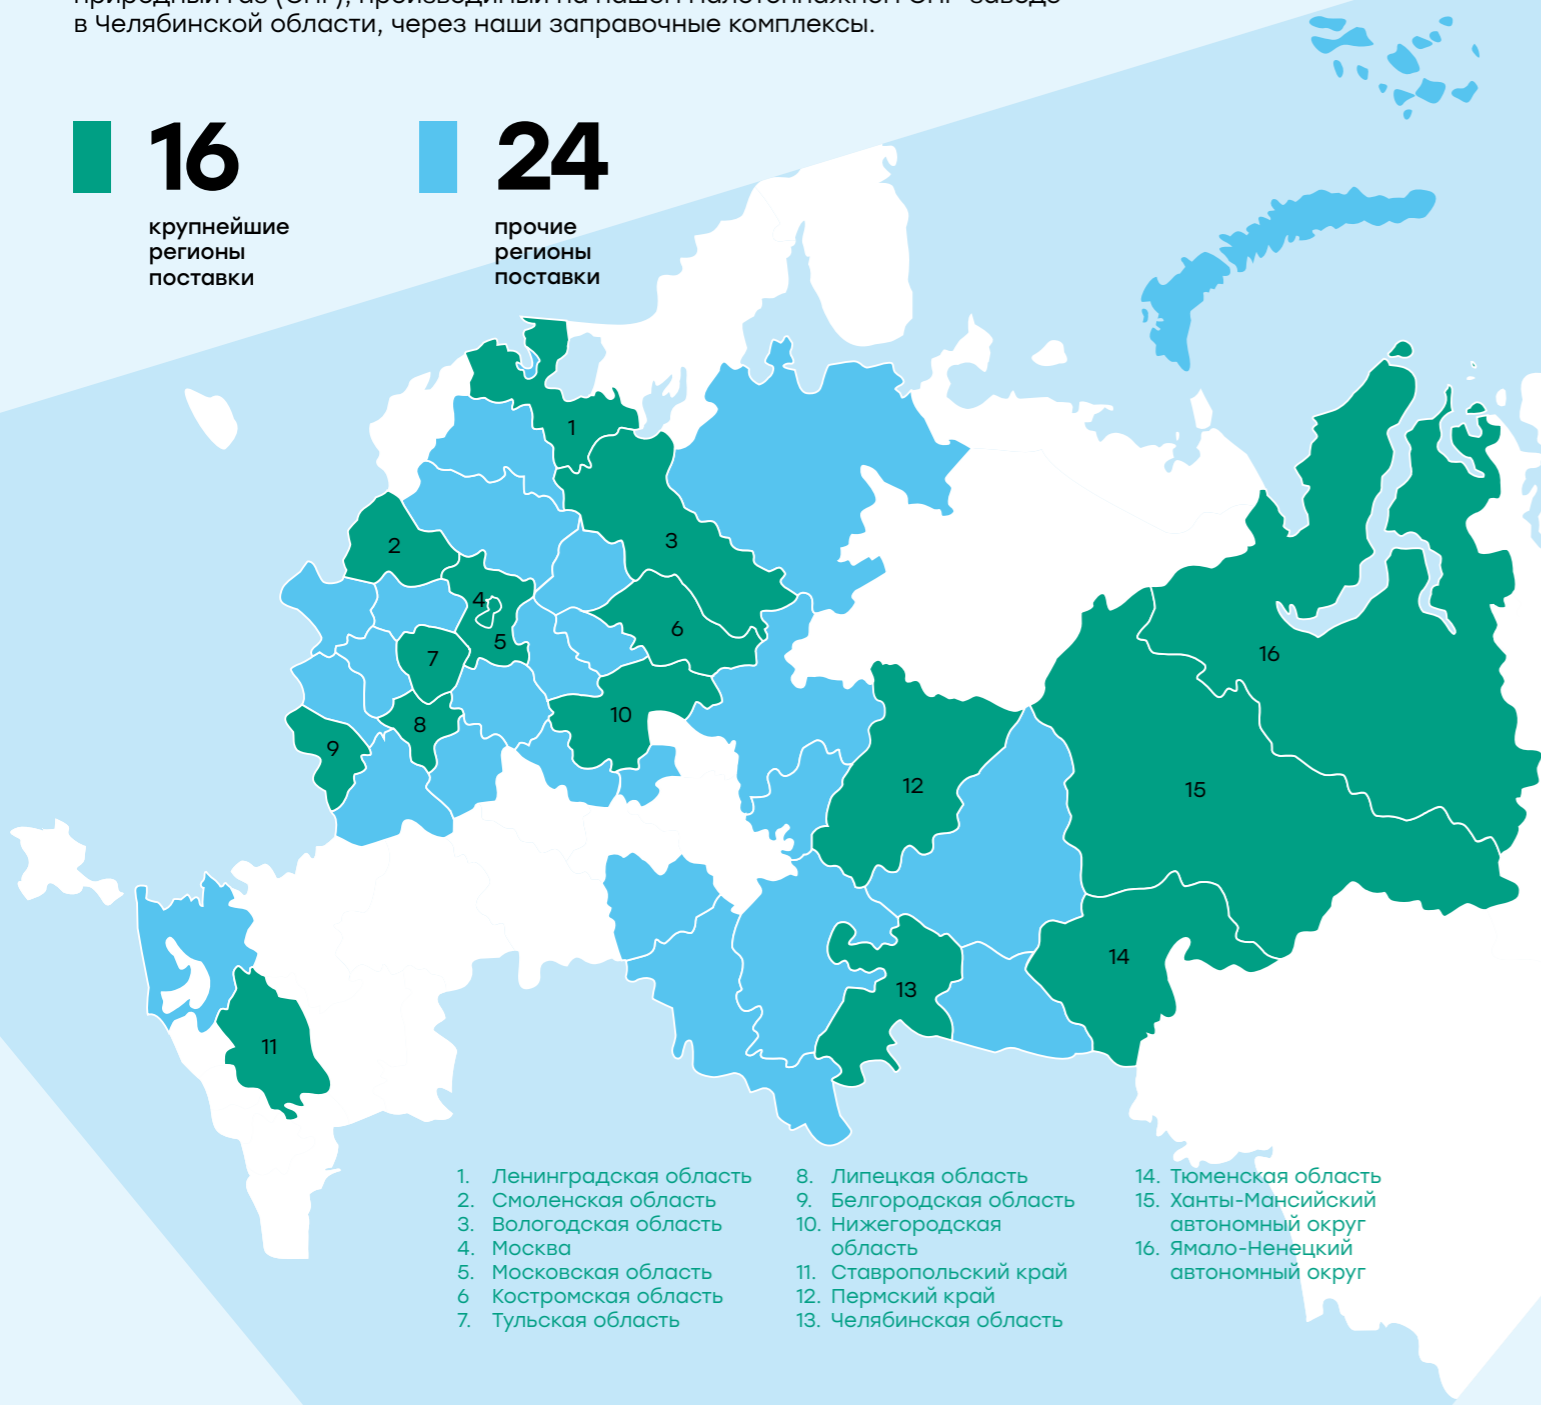 в Челябинской области, через наши заправочные комплексы.
16
крупнейшие
регионы
поставки
24
прочие
регионы
поставки
1
2
3
4
5
6
7
8
9
10
11
12
13
14
15
16
1. Ленинградская область
2. Смоленская область
3. Вологодская область
4. Москва
5. Московская область
6 Костромская область
7. Тульская область
8. Липецкая область
9. Белгородская область
10. Нижегородская
область
11. Ставропольский край
12. Пермский край
13. Челябинская область
14. Тюменская область
15. Ханты-Мансийский
автономный округ
16. Ямало-Ненецкий
автономный округ